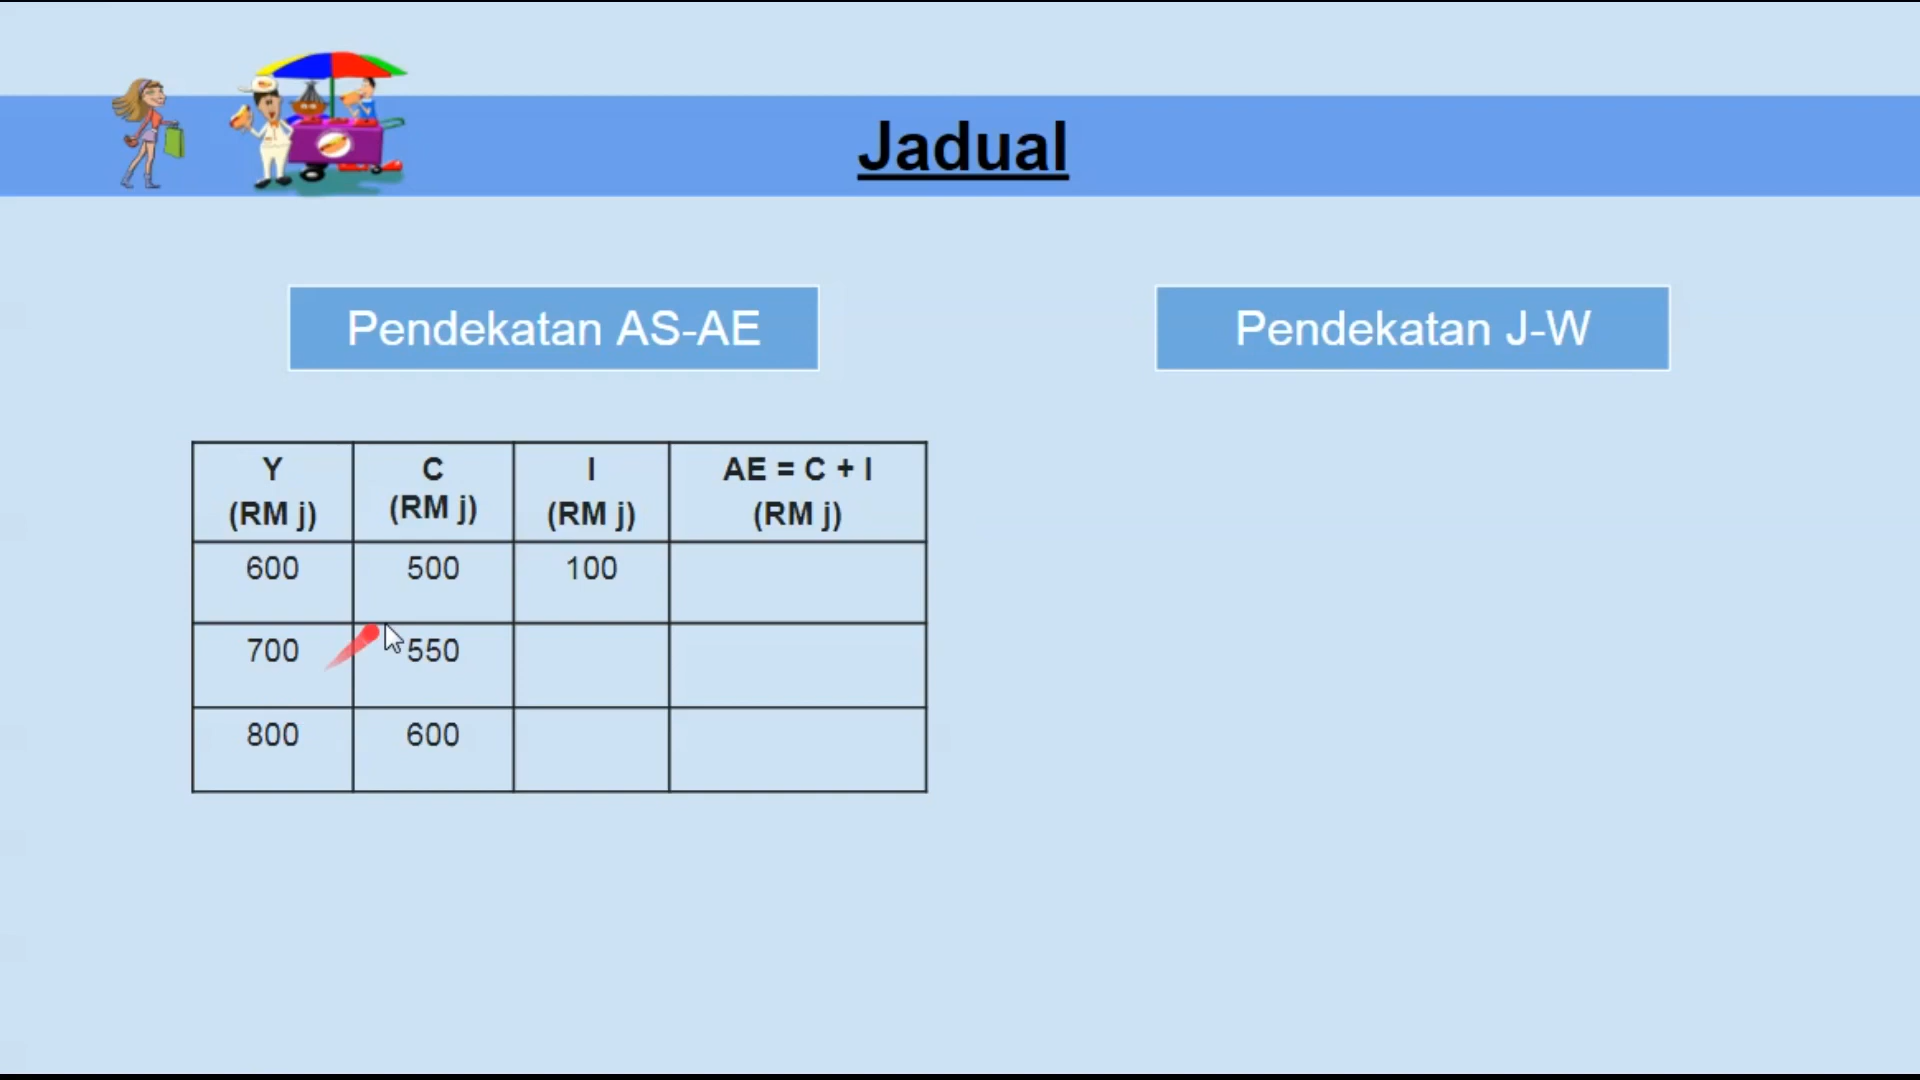 Jadual
Pendekatan AS-AE
Pendekatan J-W
Y (RM j) C (RM j) I (RM j) AE = C + I (RM j)
600 500 100
700 550
800 600